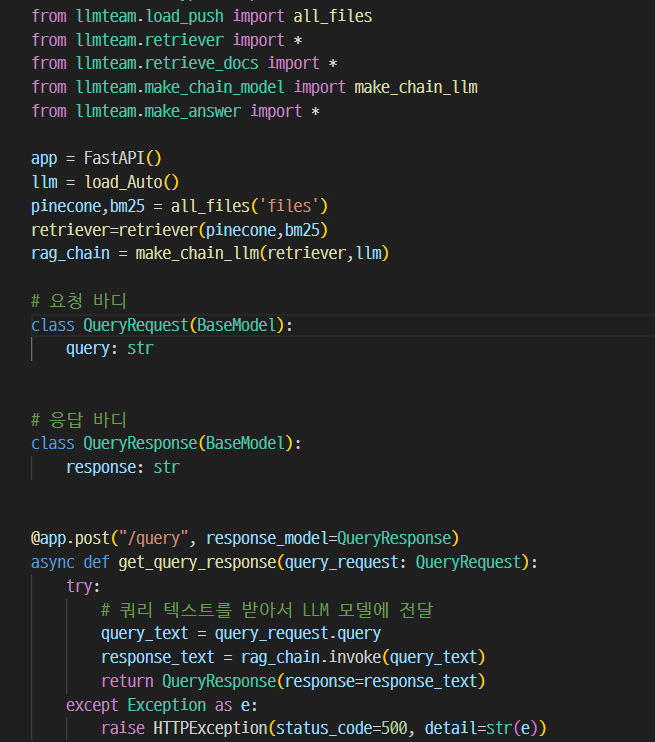 from llmteam.load_push import all_files
from llmteam.retriever import *
from llmteam.retrieve_docs import *
from llmteam.make_chain_model import make_chain_llm
from llmteam.make_answer import *
app = FastAPI()
llm = load_Auto()
pinecone,bm25 = all_files('files')
retriever=retriever(pinecone,bm25)
rag_chain = make_chain_llm(retriever,llm)
# 요청 바디
class QueryRequest(BaseModel):
    query: str
# 응답 바디
class QueryResponse(BaseModel):
    response: str
@app.post("/query", response_model=QueryResponse)
async def get_query_response(query_request: QueryRequest):
    try:
        # 쿼리 텍스트를 받아서 LLM 모델에 전달
        query_text = query_request.query
        response_text = rag_chain.invoke(query_text)
        return QueryResponse(response=response_text)
    except Exception as e:
        raise HTTPException(status_code=500, detail=str(e))